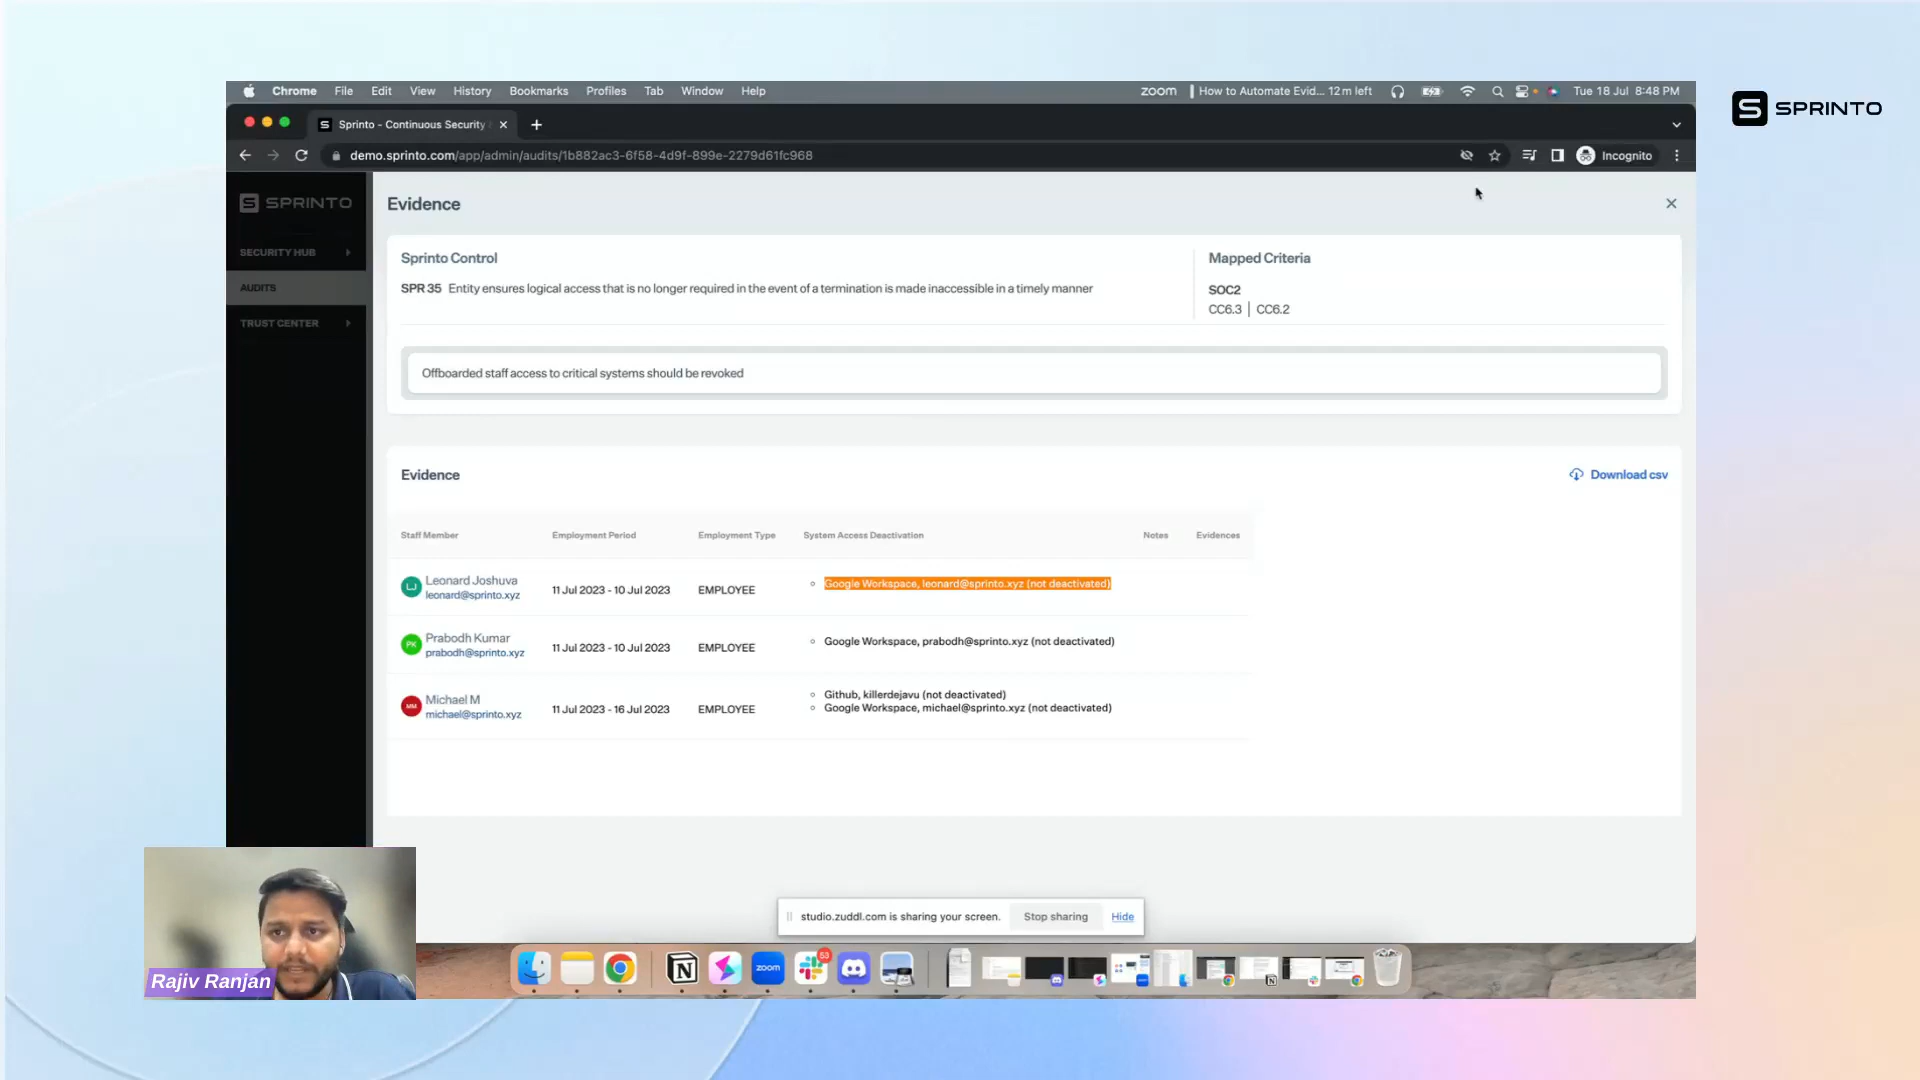 Chrome File Edit View History Bookmarks Profiles Tab Window Help
zoom How to Automate Evid... 12 m left Tue 18 Jul 8:48 PM
SPRINTO
Sprinto - Continuous Security
demo.sprinto.com/app/admin/audits/1b882ac3-6f58-4d9f-899e-2279d61fc968
Incognito
SPRINTO
SECURITY HUB
AUDITS
TRUST CENTER
Evidence
Sprinto Control
SPR 35 Entity ensures logical access that is no longer required in the event of a termination is made inaccessible in a timely manner
Mapped Criteria
SOC2
CC6.3 | CC6.2
Offboarded staff access to critical systems should be revoked
Evidence
Download csv
Staff Member Employment Period Employment Type System Access Deactivation Notes Evidences
LJ
Leonard Joshuva
leonard@sprinto.xyz
11 Jul 2023 - 10 Jul 2023 EMPLOYEE
Google Workspace, leonard@sprinto.xyz (not deactivated)
PK
Prabodh Kumar
prabodh@sprinto.xyz
11 Jul 2023 - 10 Jul 2023 EMPLOYEE
Google Workspace, prabodh@sprinto.xyz (not deactivated)
MM
Michael M
michael@sprinto.xyz
11 Jul 2023 - 16 Jul 2023 EMPLOYEE
Github, killerdejavu (not deactivated)
Google Workspace, michael@sprinto.xyz (not deactivated)
studio.zuddl.com is sharing your screen. Stop sharing Hide
zoom
53
Rajiv Ranjan